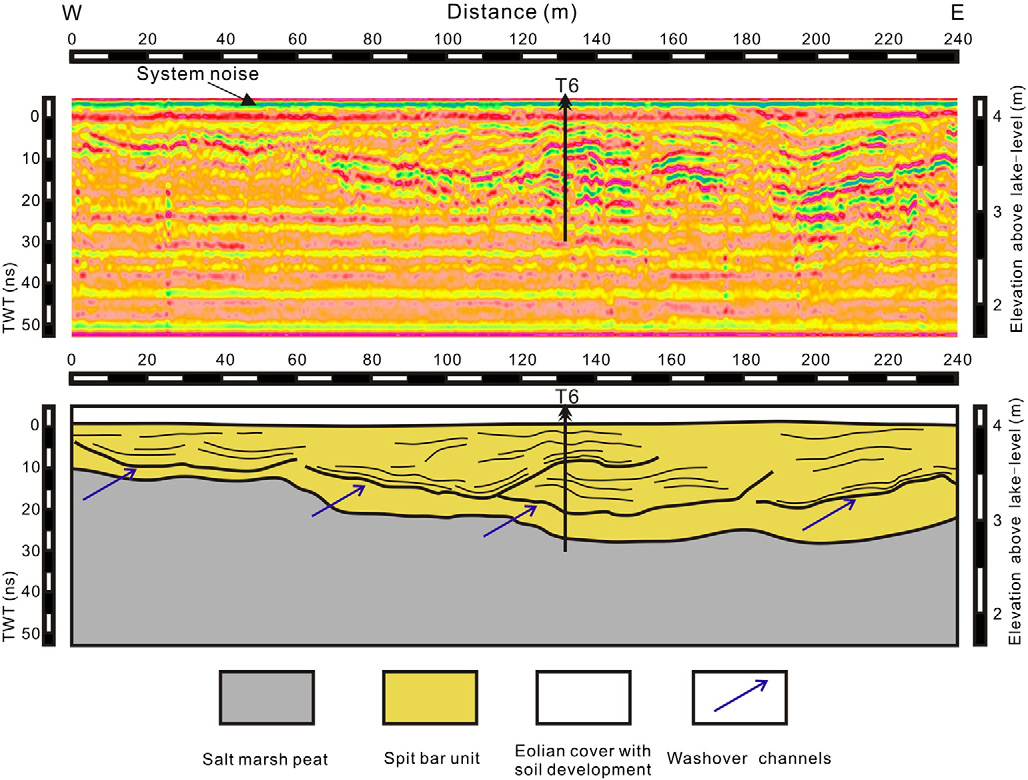 W Distance (m) E
0 20 40 60 80 100 120 140 160 180 200 220 240
System noise
T6
0
10
20
30
40
50
TWT (ns)
4
3
2
Elevation above lake-level (m)
0 20 40 60 80 100 120 140 160 180 200 220 240
T6
0
10
20
30
40
50
TWT (ns)
4
3
2
Elevation above lake-level (m)
Salt marsh peat
Spit bar unit
Eolian cover with
soil development
Washover channels